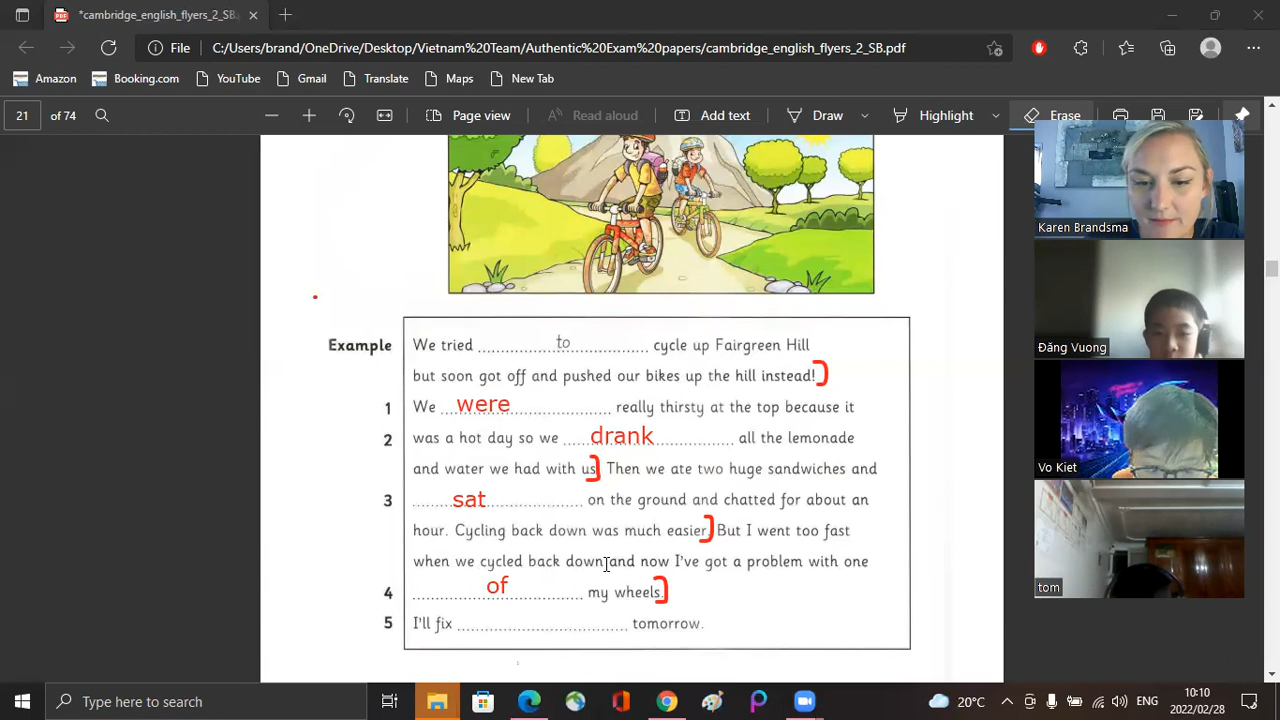 *cambridge_english_flyers_2_SB.
File C:/Users/brand/OneDrive/Desktop/Vietnam%20Team/Authentic%20Exam%20papers/cambridge_english_flyers_2_SB.pdf
Amazon Booking.com YouTube Gmail Translate Maps New Tab
21 of 74 Page view Read aloud Add text Draw Highlight Erase
Karen Brandsma
Đăng Vuong
Vo Kiet
tom
Example We tried to cycle up Fairgreen Hill
but soon got off and pushed our bikes up the hill instead!
1 We were really thirsty at the top because it
2 was a hot day so we drank all the lemonade
and water we had with us. Then we ate two huge sandwiches and
3 sat on the ground and chatted for about an
hour. Cycling back down was much easier. But I went too fast
when we cycled back down and now I've got a problem with one
4 of my wheels.
5 I'll fix tomorrow.
Type here to search
20°C ENG 10:10
2022/02/28